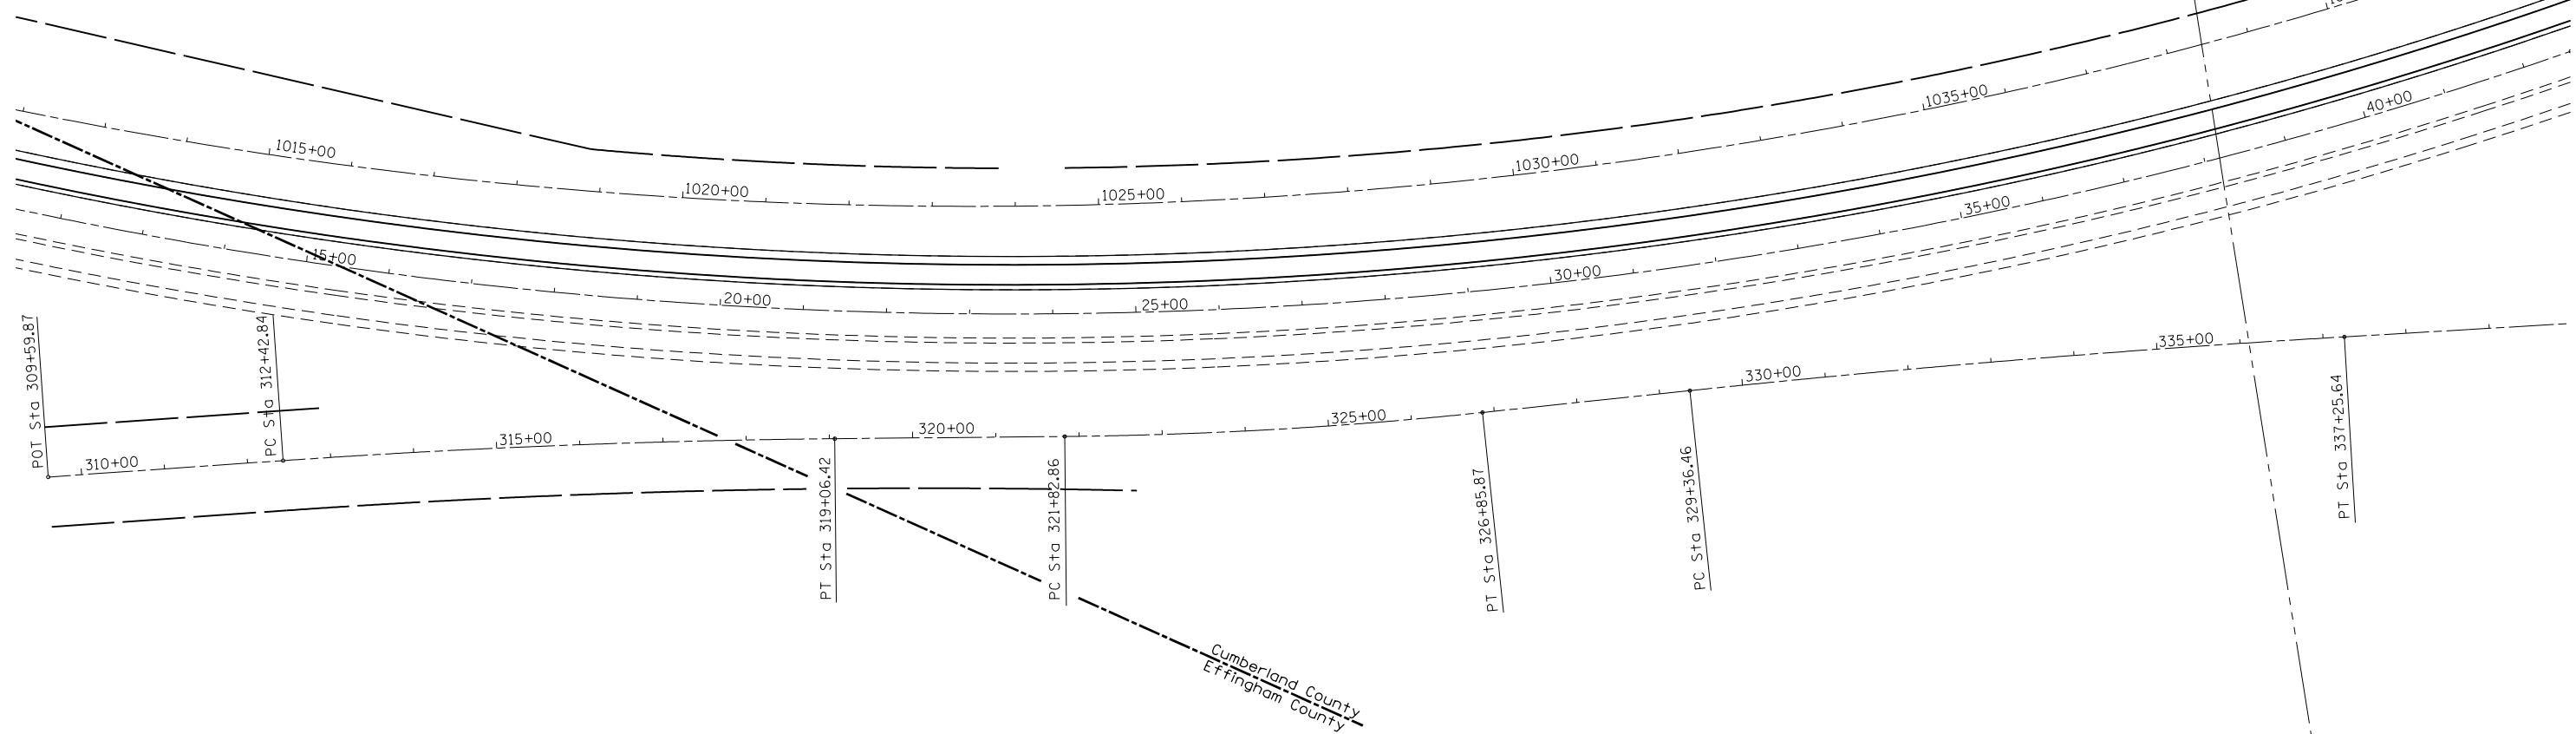 1015+00
1020+00
1025+00
1030+00
1035+00
15+00
20+00
25+00
30+00
35+00
40+00
POT Sta 309+59.87
PC Sta 312+42.84
310+00
315+00
320+00
325+00
330+00
335+00
PT Sta 319+06.42
PC Sta 321+82.86
PT Sta 326+85.87
PC Sta 329+36.46
PT Sta 337+25.64
Cumberland County
Effingham County